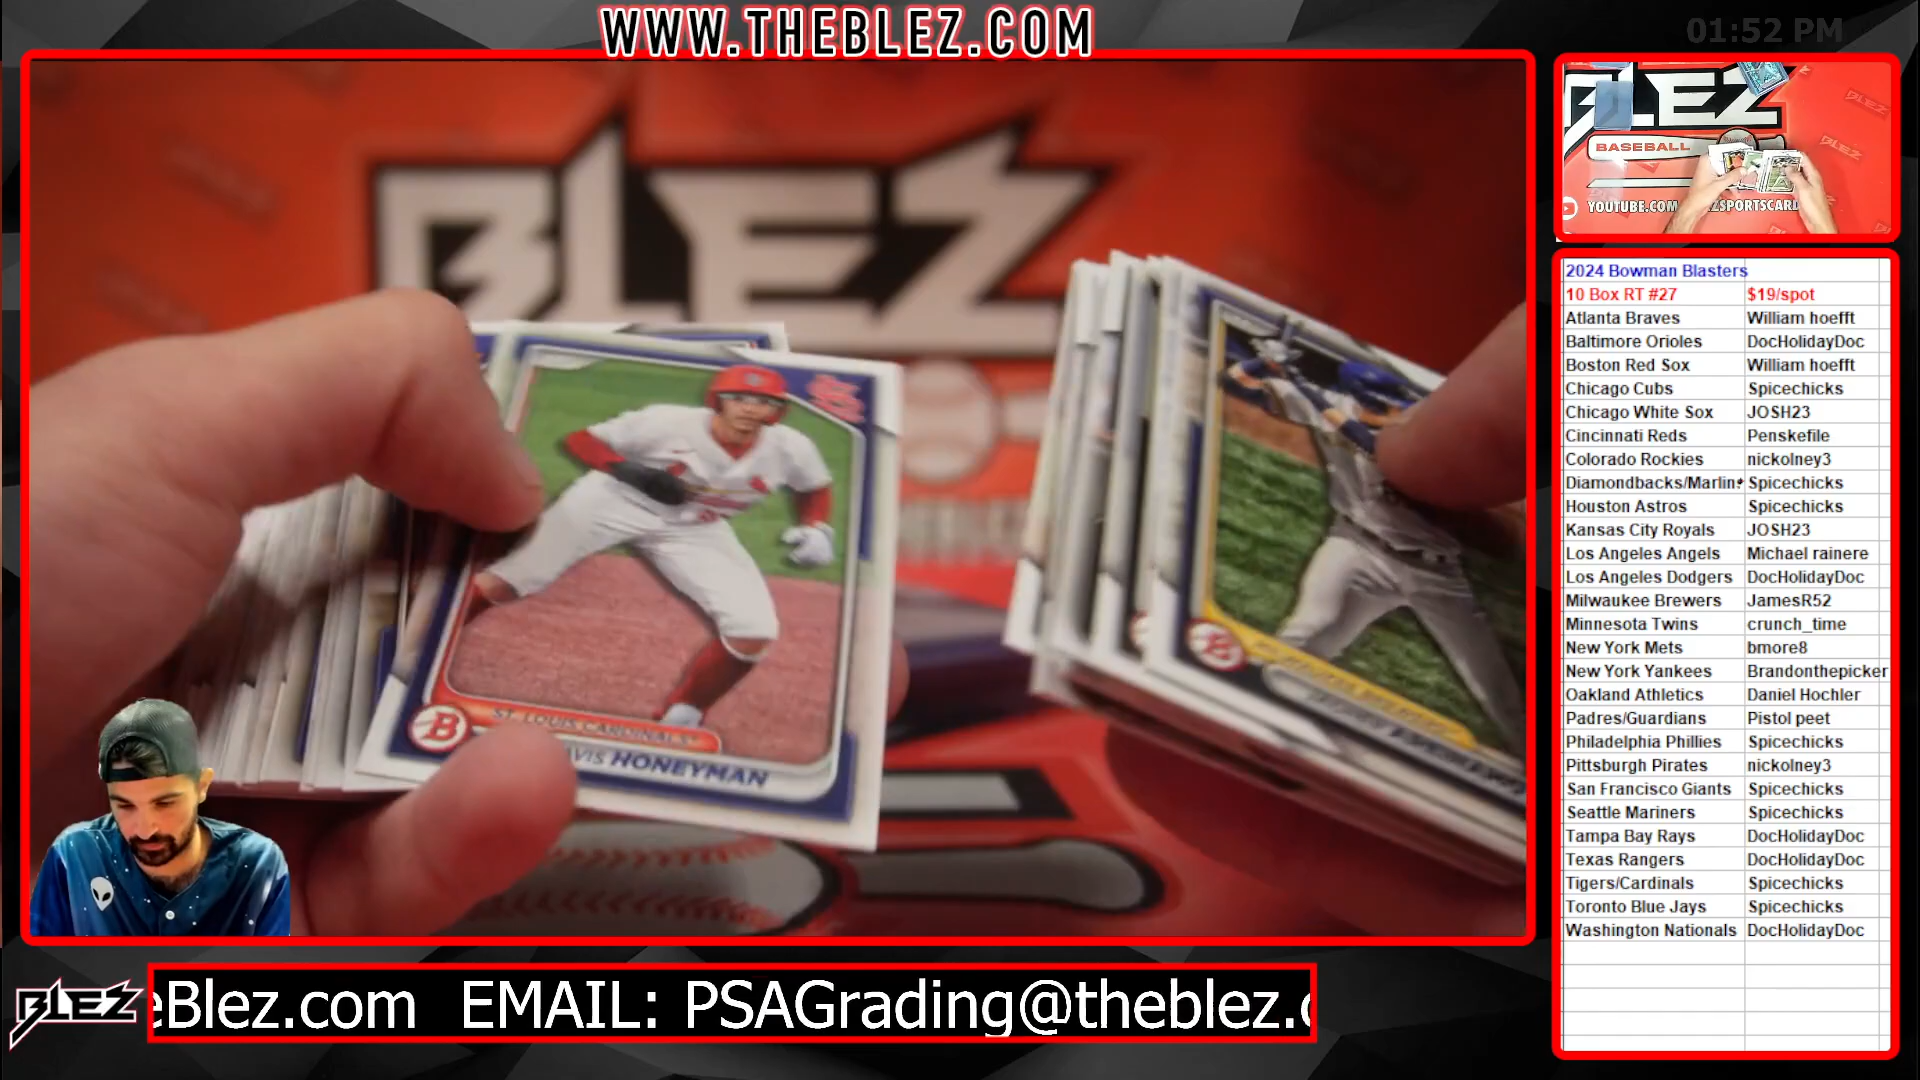 WWW.THEBLEZ.COM
01:52 PM
BLEZ
ST. LOUIS CARDINALS
HONEYMAN
B
BLEZ
BASEBALL
YOUTUBE.COM
ZSPORTSCARD
2024 Bowman Blasters
10 Box RT #27 $19/spot
Atlanta Braves William hoefft
Baltimore Orioles DocHolidayDoc
Boston Red Sox William hoefft
Chicago Cubs Spicechicks
Chicago White Sox JOSH23
Cincinnati Reds Penskefile
Colorado Rockies nickolney3
Diamondbacks/Marlin Spicechicks
Houston Astros Spicechicks
Kansas City Royals JOSH23
Los Angeles Angels Michael rainere
Los Angeles Dodgers DocHolidayDoc
Milwaukee Brewers JamesR52
Minnesota Twins crunch_time
New York Mets bmore8
New York Yankees Brandonthepicker
Oakland Athletics Daniel Hochler
Padres/Guardians Pistol peet
Philadelphia Phillies Spicechicks
Pittsburgh Pirates nickolney3
San Francisco Giants Spicechicks
Seattle Mariners Spicechicks
Tampa Bay Rays DocHolidayDoc
Texas Rangers DocHolidayDoc
Tigers/Cardinals Spicechicks
Toronto Blue Jays Spicechicks
Washington Nationals DocHolidayDoc
BLEZ
eBlez.com EMAIL: PSAGrading@theblez.c